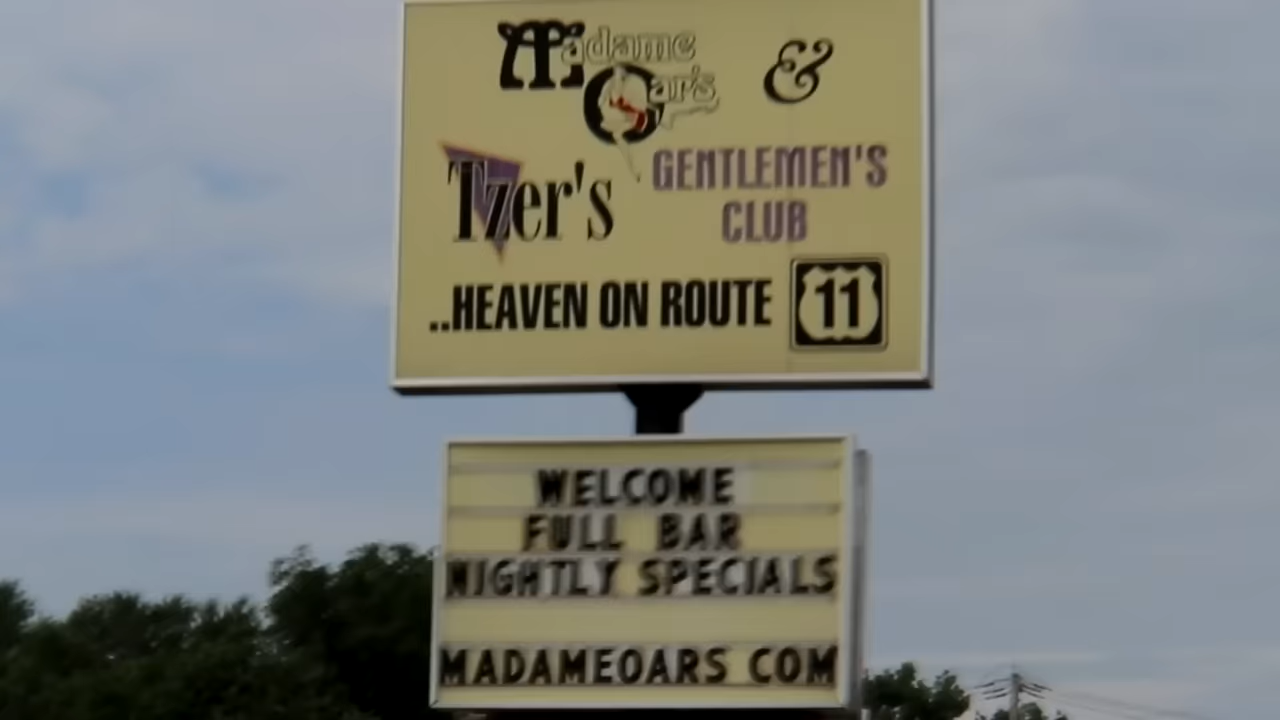 Madame &
Oar's
Tzer's GENTLEMEN'S
CLUB
..HEAVEN ON ROUTE 11
WELCOME
FULL BAR
NIGHTLY SPECIALS
MADAMEOARS COM